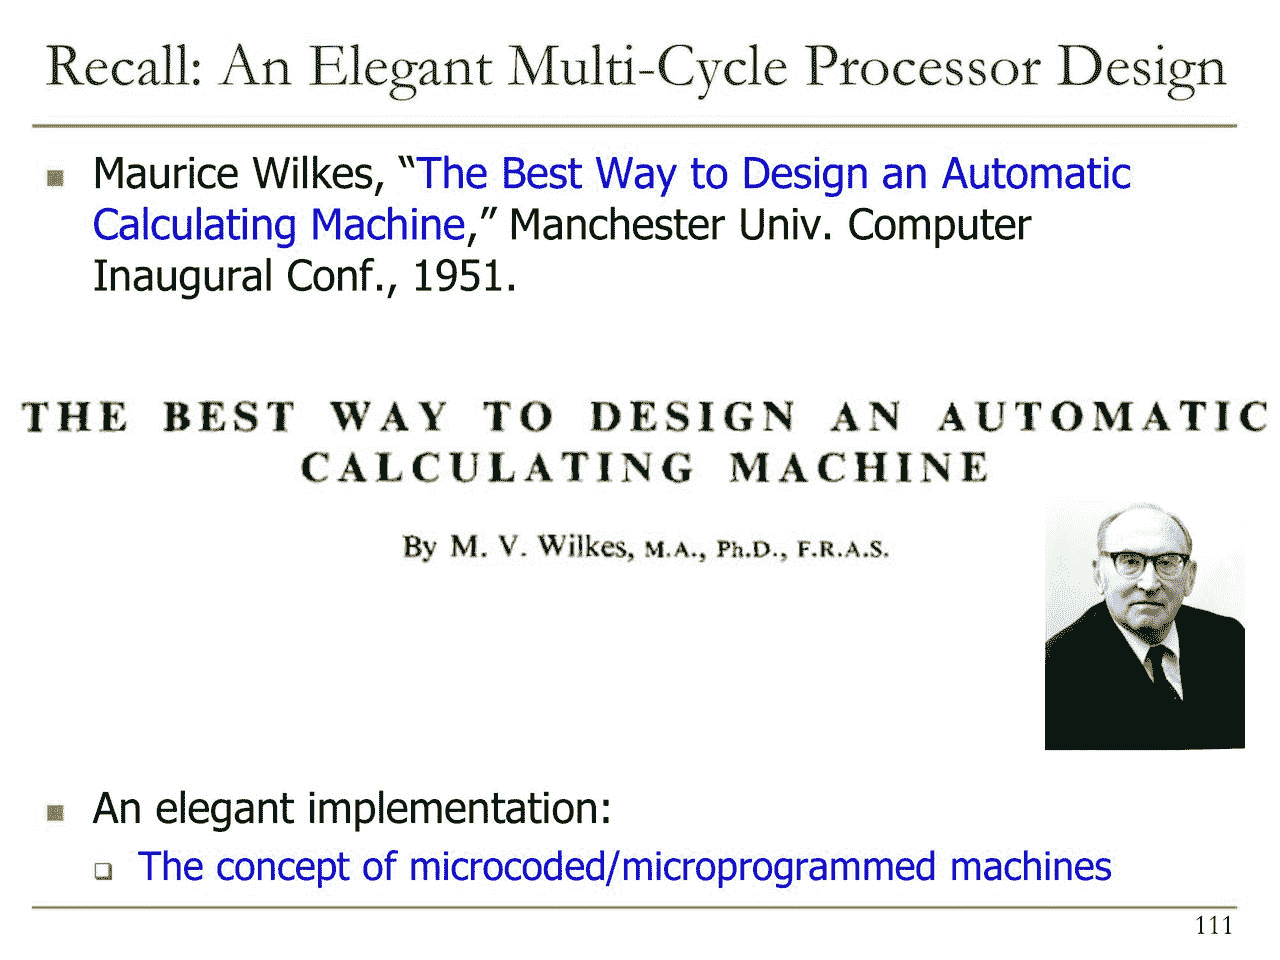 Recall: An Elegant Multi-Cycle Processor Design
Maurice Wilkes, “The Best Way to Design an Automatic
Calculating Machine,” Manchester Univ. Computer
Inaugural Conf., 1951.
THE BEST WAY TO DESIGN AN AUTOMATIC
CALCULATING MACHINE
By M. V. Wilkes, M.A., Ph.D., F.R.A.S.
An elegant implementation:
The concept of microcoded/microprogrammed machines
111